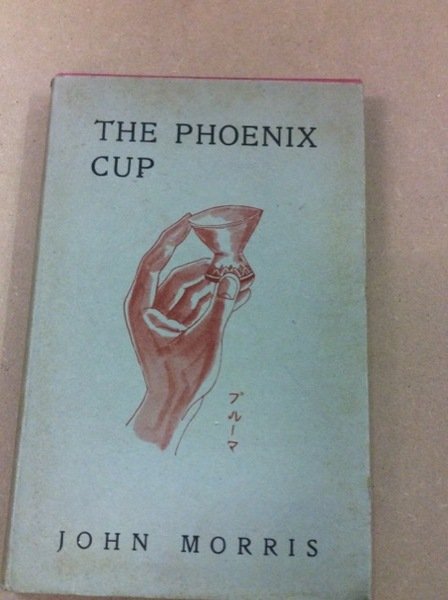 THE PHOENIX
CUP
ブルーマ
JOHN MORRIS